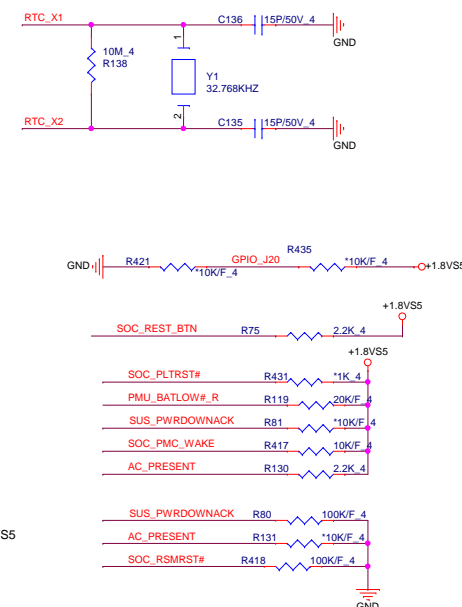 RTC_X1 C136 15P/50V_4
GND
10M_4
R138
1
Y1
32.768KHZ
2
RTC_X2 C135 15P/50V_4
GND
R435
GND R421 *10K/F_4 GPIO_J20 *10K/F_4 +1.8VS5
+1.8VS5
SOC_REST_BTN R75 2.2K_4
+1.8VS5
SOC_PLTRST# R431 *1K_4
PMU_BATLOW#_R R119 20K/F_4
SUS_PWRDOWNACK R81 *10K/F_4
SOC_PMC_WAKE R417 10K/F_4
AC_PRESENT R130 2.2K_4
SUS_PWRDOWNACK R80 100K/F_4
S5
AC_PRESENT R131 *10K/F_4
SOC_RSMRST# R418 100K/F_4
GND